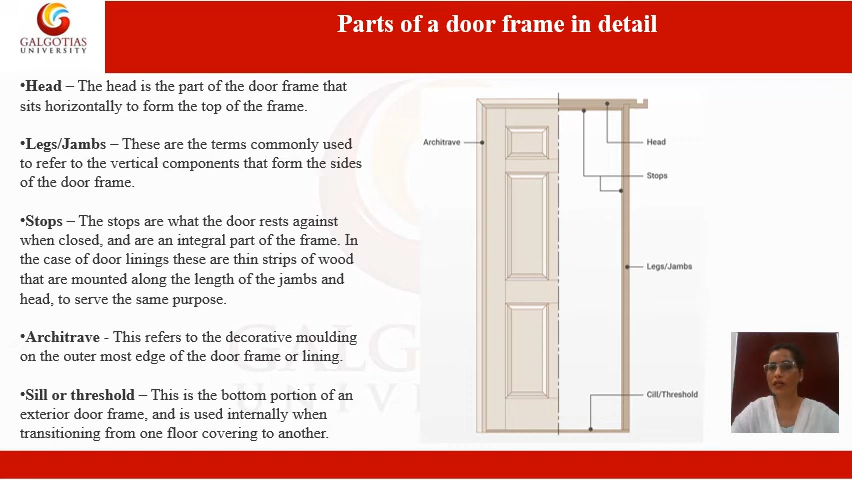 GALGOTIAS
UNIVERSITY
Parts of a door frame in detail
•Head – The head is the part of the door frame that
sits horizontally to form the top of the frame.
•Legs/Jambs – These are the terms commonly used
to refer to the vertical components that form the sides
of the door frame.
•Stops – The stops are what the door rests against
when closed, and are an integral part of the frame. In
the case of door linings these are thin strips of wood
that are mounted along the length of the jambs and
head, to serve the same purpose.
•Architrave - This refers to the decorative moulding
on the outer most edge of the door frame or lining.
•Sill or threshold – This is the bottom portion of an
exterior door frame, and is used internally when
transitioning from one floor covering to another.
Architrave
Head
Stops
Legs/Jambs
Cill/Threshold